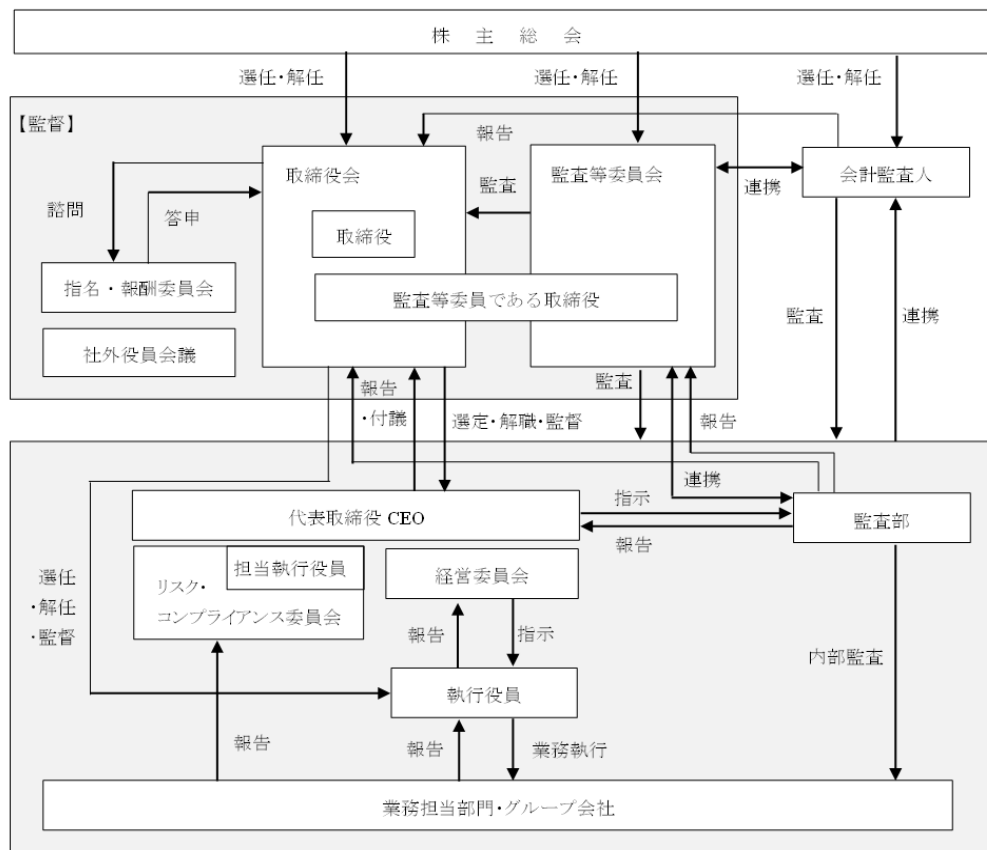 株 主 総 会
選任・解任
選任・解任
選任・解任
【監督】
報告
取締役会
監査等委員会
会計監査人
監査
連携
諮問
答申
取締役
指名・報酬委員会
監査等委員である取締役
社外役員会議
監査
連携
報告
・付議
選定・解職・監督
監査
報告
連携
代表取締役 CEO
指示
監査部
報告
担当執行役員
リスク・
コンプライアンス委員会
経営委員会
選任
・解任
・監督
報告
指示
内部監査
執行役員
報告
報告
業務執行
業務担当部門・グループ会社